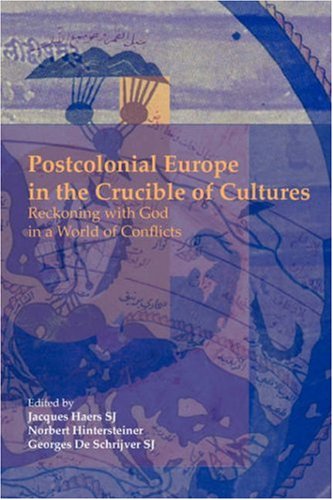 Postcolonial Europe
in the Crucible of Cultures
Reckoning with God
in a World of Conflicts
Edited by
Jacques Haers SJ
Norbert Hintersteiner
Georges De Schrijver SJ